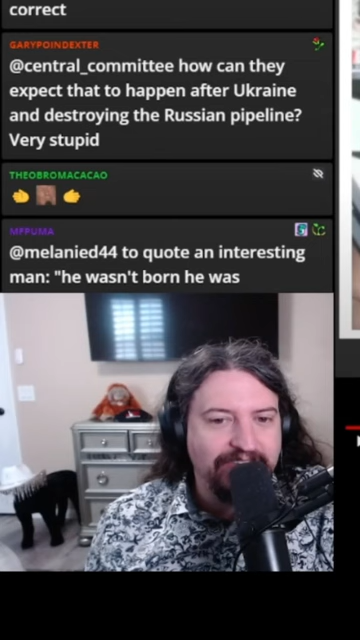 correct
GARYPOINDEXTER
@central_committee how can they
expect that to happen after Ukraine
and destroying the Russian pipeline?
Very stupid
THEOBROMACACAO
MFPUMA
@melanied44 to quote an interesting
man: "he wasn't born he was